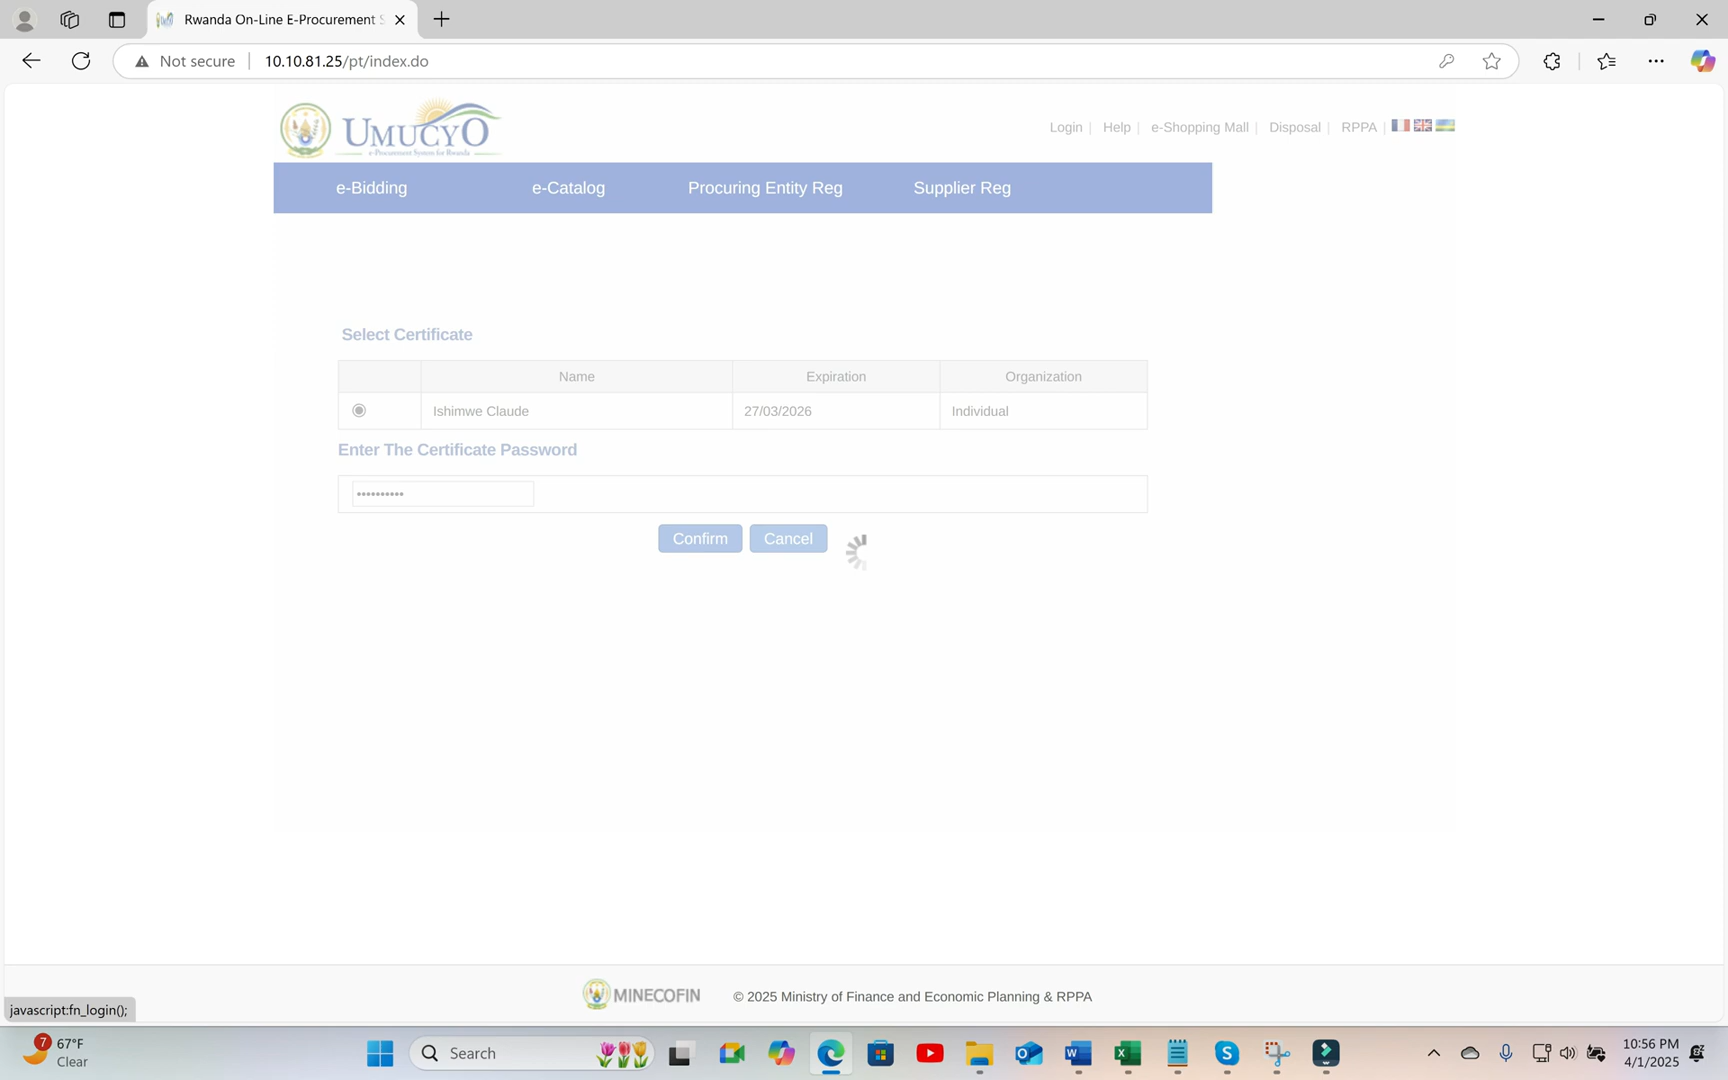 Rwanda On-Line E-Procurement S
Not secure
10.10.81.25/pt/index.do
UMUCYO
e-Procurement System for Rwanda
Login | Help | e-Shopping Mall | Disposal | RPPA |
e-Bidding e-Catalog Procuring Entity Reg Supplier Reg
Select Certificate
Name Expiration Organization
Ishimwe Claude 27/03/2026 Individual
Enter The Certificate Password
••••••••••
Confirm Cancel
MINECOFIN © 2025 Ministry of Finance and Economic Planning & RPPA
javascript:fn_login();
7
67°F
Clear
Search
10:56 PM
4/1/2025